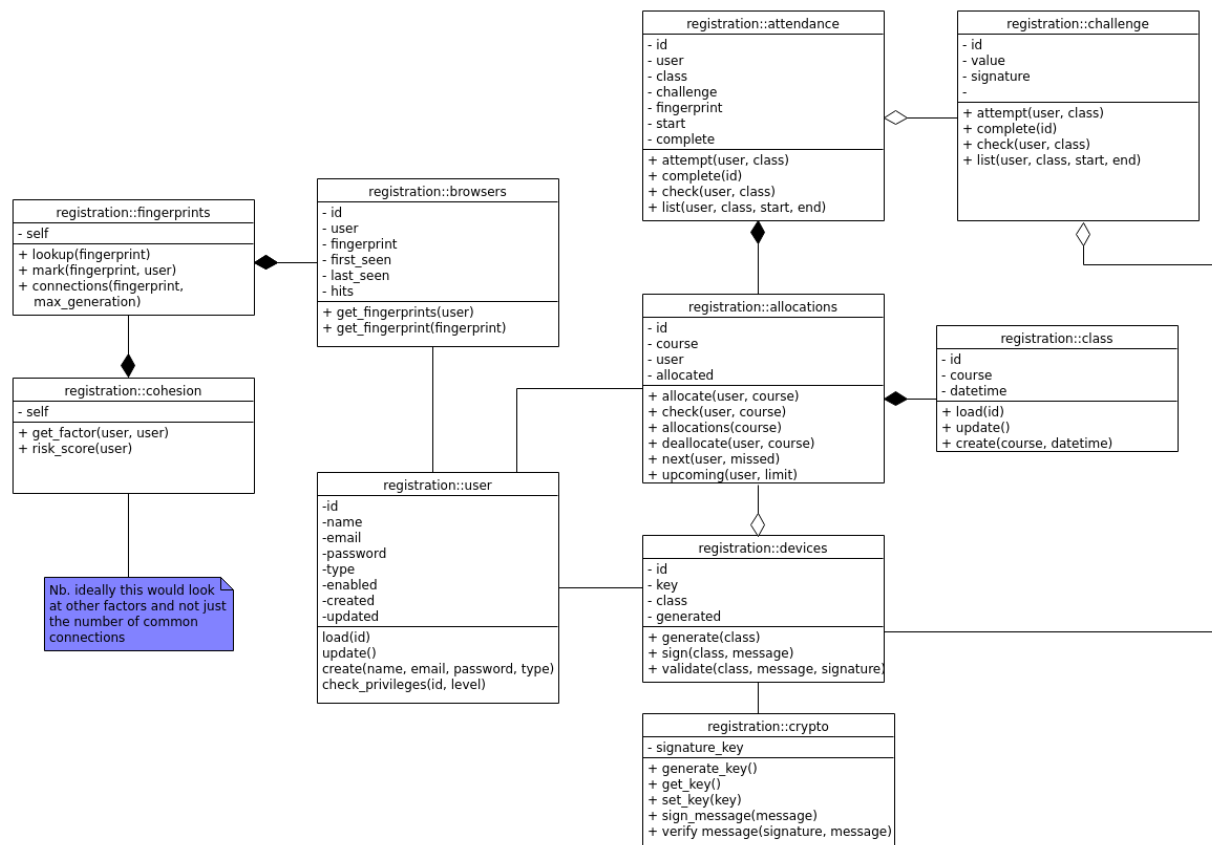 registration::attendance
- id
- user
- class
- challenge
- fingerprint
- start
- complete
+ attempt(user, class)
+ complete(id)
+ check(user, class)
+ list(user, class, start, end)
registration::challenge
- id
- value
- signature
-
+ attempt(user, class)
+ complete(id)
+ check(user, class)
+ list(user, class, start, end)
registration::browsers
- id
- user
- fingerprint
- first_seen
- last_seen
- hits
+ get_fingerprints(user)
+ get_fingerprint(fingerprint)
registration::fingerprints
- self
+ lookup(fingerprint)
+ mark(fingerprint, user)
+ connections(fingerprint,
max_generation)
registration::allocations
- id
- course
- user
- allocated
+ allocate(user, course)
+ check(user, course)
+ allocations(course)
+ deallocate(user, course)
+ next(user, missed)
+ upcoming(user, limit)
registration::class
- id
- course
- datetime
+ load(id)
+ update()
+ create(course, datetime)
registration::cohesion
- self
+ get_factor(user, user)
+ risk_score(user)
registration::user
-id
-name
-email
-password
-type
-enabled
-created
-updated
load(id)
update()
create(name, email, password, type)
check_privileges(id, level)
registration::devices
- id
- key
- class
- generated
+ generate(class)
+ sign(class, message)
+ validate(class, message, signature)
Nb. ideally this would look
at other factors and not just
the number of common
connections
registration::crypto
- signature_key
+ generate_key()
+ get_key()
+ set_key(key)
+ sign_message(message)
+ verify message(signature, message)